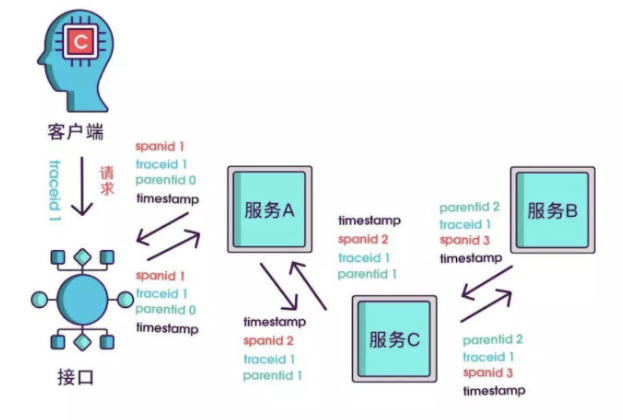 C
客户端
traceid 1
请求
spanid 1
traceid 1
parentid 0
timestamp
服务A
spanid 1
traceid 1
parentid 0
timestamp
接口
timestamp
spanid 2
traceid 1
parentid 1
timestamp
spanid 2
traceid 1
parentid 1
服务C
parentid 2
traceid 1
spanid 3
timestamp
服务B
parentid 2
traceid 1
spanid 3
timestamp